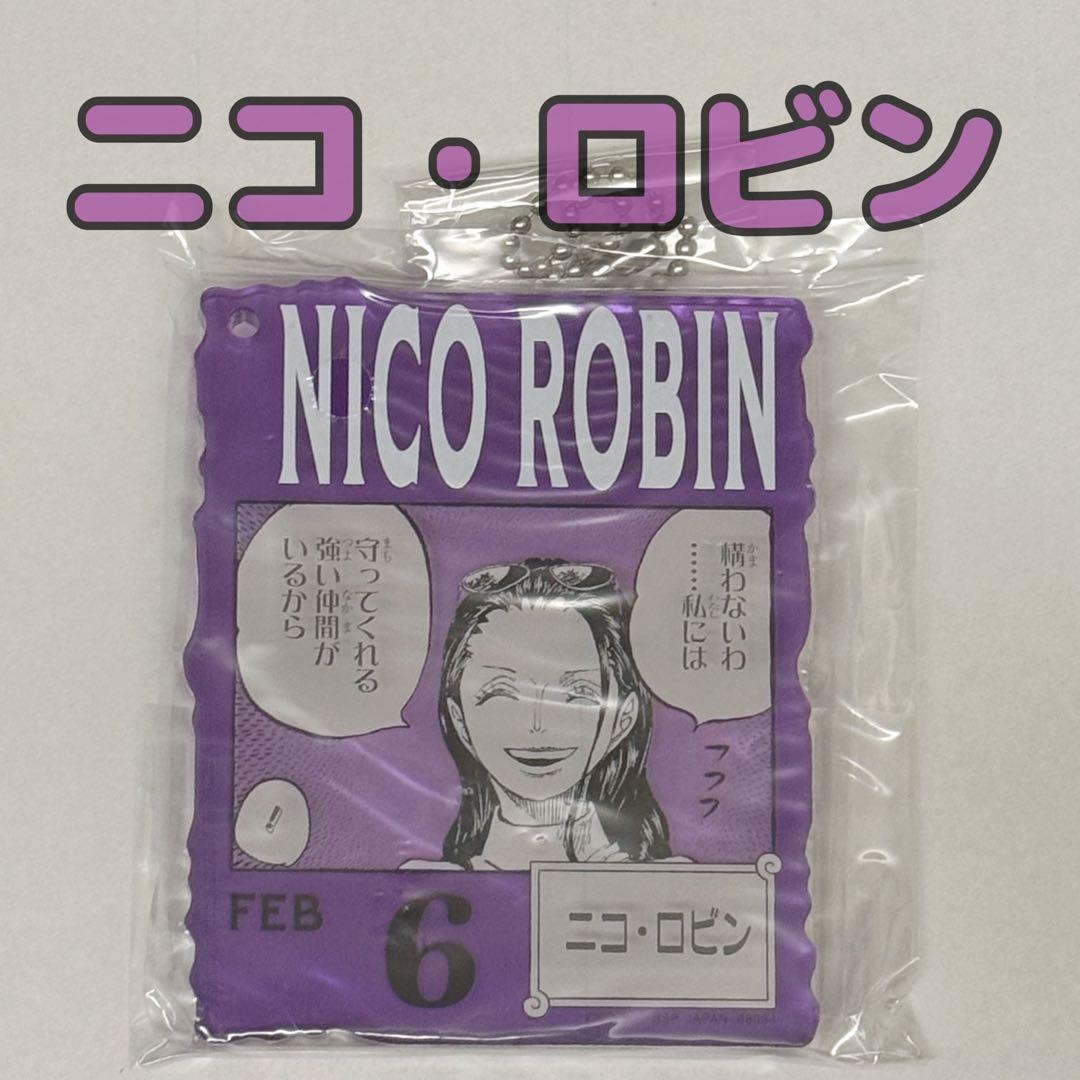 ニコ・ロビン
NICO ROBIN
構わないわ
……私には
守ってくれる
強い仲間が
いるから
フフフ
!
FEB
6
ニコ・ロビン
JAPAN